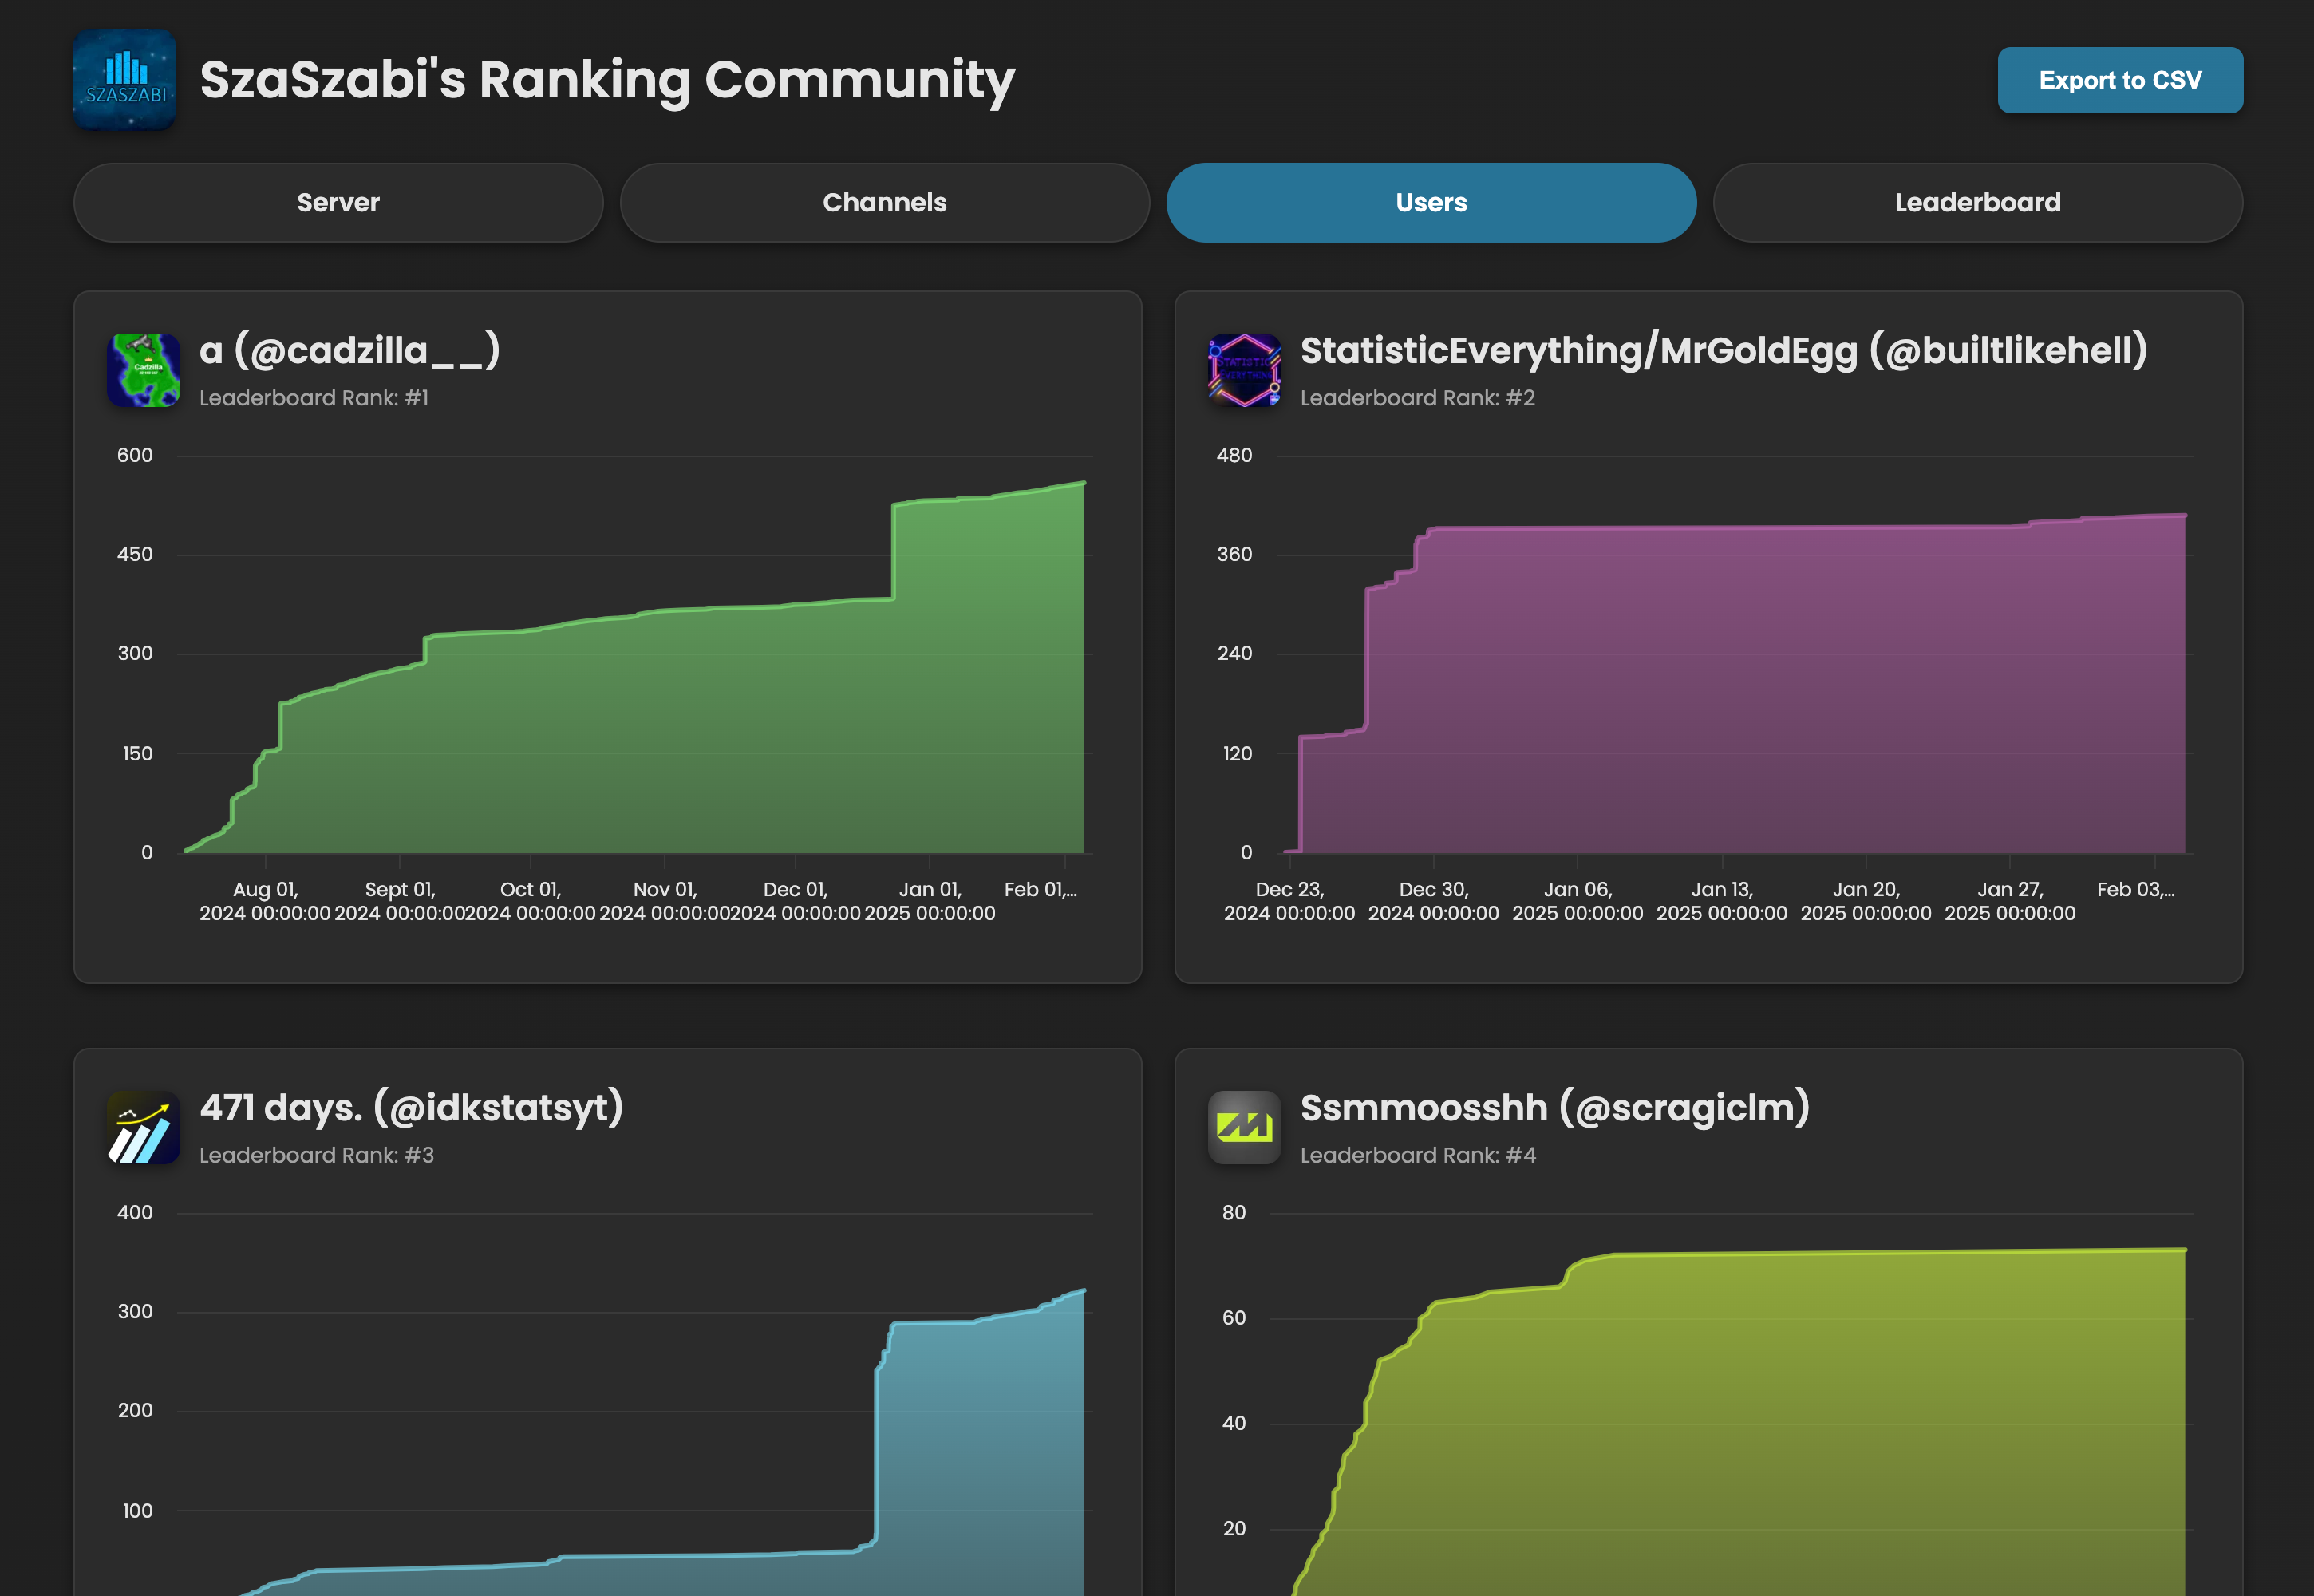 SZASZABI
SzaSzabi's Ranking Community
Export to CSV
Server
Channels
Users
Leaderboard
Cadzilla
a (@cadzilla__)
Leaderboard Rank: #1
600
450
300
150
0
Aug 01,
2024 00:00:00
Sept 01,
2024 00:00:00
Oct 01,
2024 00:00:00
Nov 01,
2024 00:00:00
Dec 01,
2024 00:00:00
Jan 01,
2025 00:00:00
Feb 01,...
STATISTIC
EVERYTHING
StatisticEverything/MrGoldEgg (@builtlikehell)
Leaderboard Rank: #2
480
360
240
120
0
Dec 23,
2024 00:00:00
Dec 30,
2024 00:00:00
Jan 06,
2025 00:00:00
Jan 13,
2025 00:00:00
Jan 20,
2025 00:00:00
Jan 27,
2025 00:00:00
Feb 03,...
471 days. (@idkstatsyt)
Leaderboard Rank: #3
400
300
200
100
Ssmmoosshh (@scragiclm)
Leaderboard Rank: #4
80
60
40
20